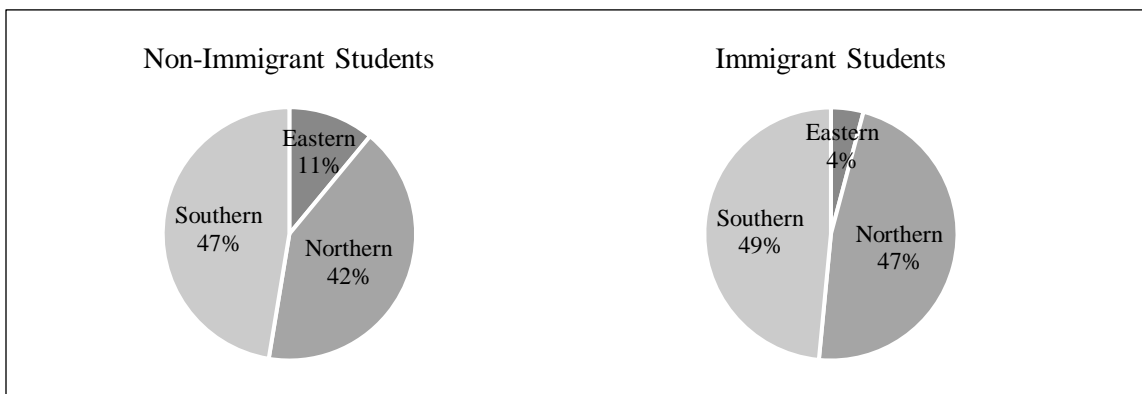 Non-Immigrant Students
Eastern
11%
Southern
47%
Northern
42%
Immigrant Students
Eastern
4%
Southern
49%
Northern
47%